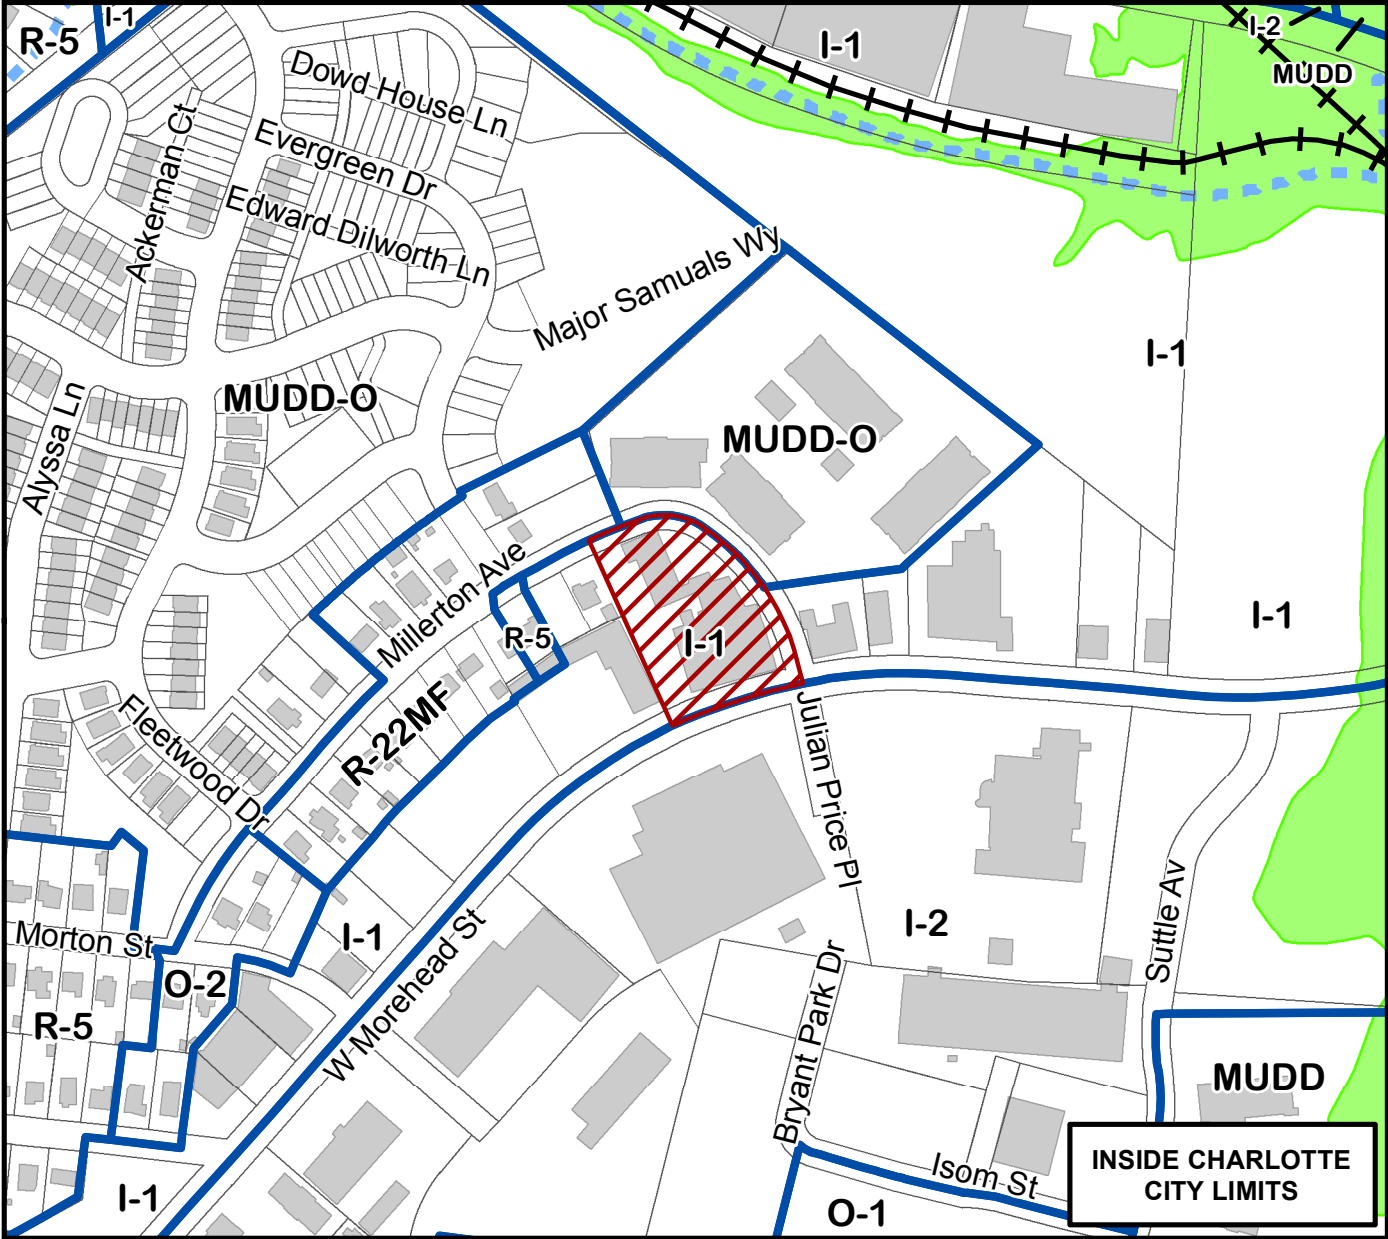 I-1
R-5
I-1
I-2
MUDD
Dowd House Ln
Ackerman Ct
Evergreen Dr
Edward Dilworth Ln
Major Samuals Wy
I-1
MUDD-O
Alyssa Ln
MUDD-O
Millerton Ave
R-5
I-1
I-1
R-22MF
Fleetwood Dr
Julian Price Pl
Suttle Av
I-2
Morton St
I-1
O-2
R-5
W Morehead St
Bryant Park Dr
MUDD
Isom St
INSIDE CHARLOTTE
CITY LIMITS
I-1
O-1